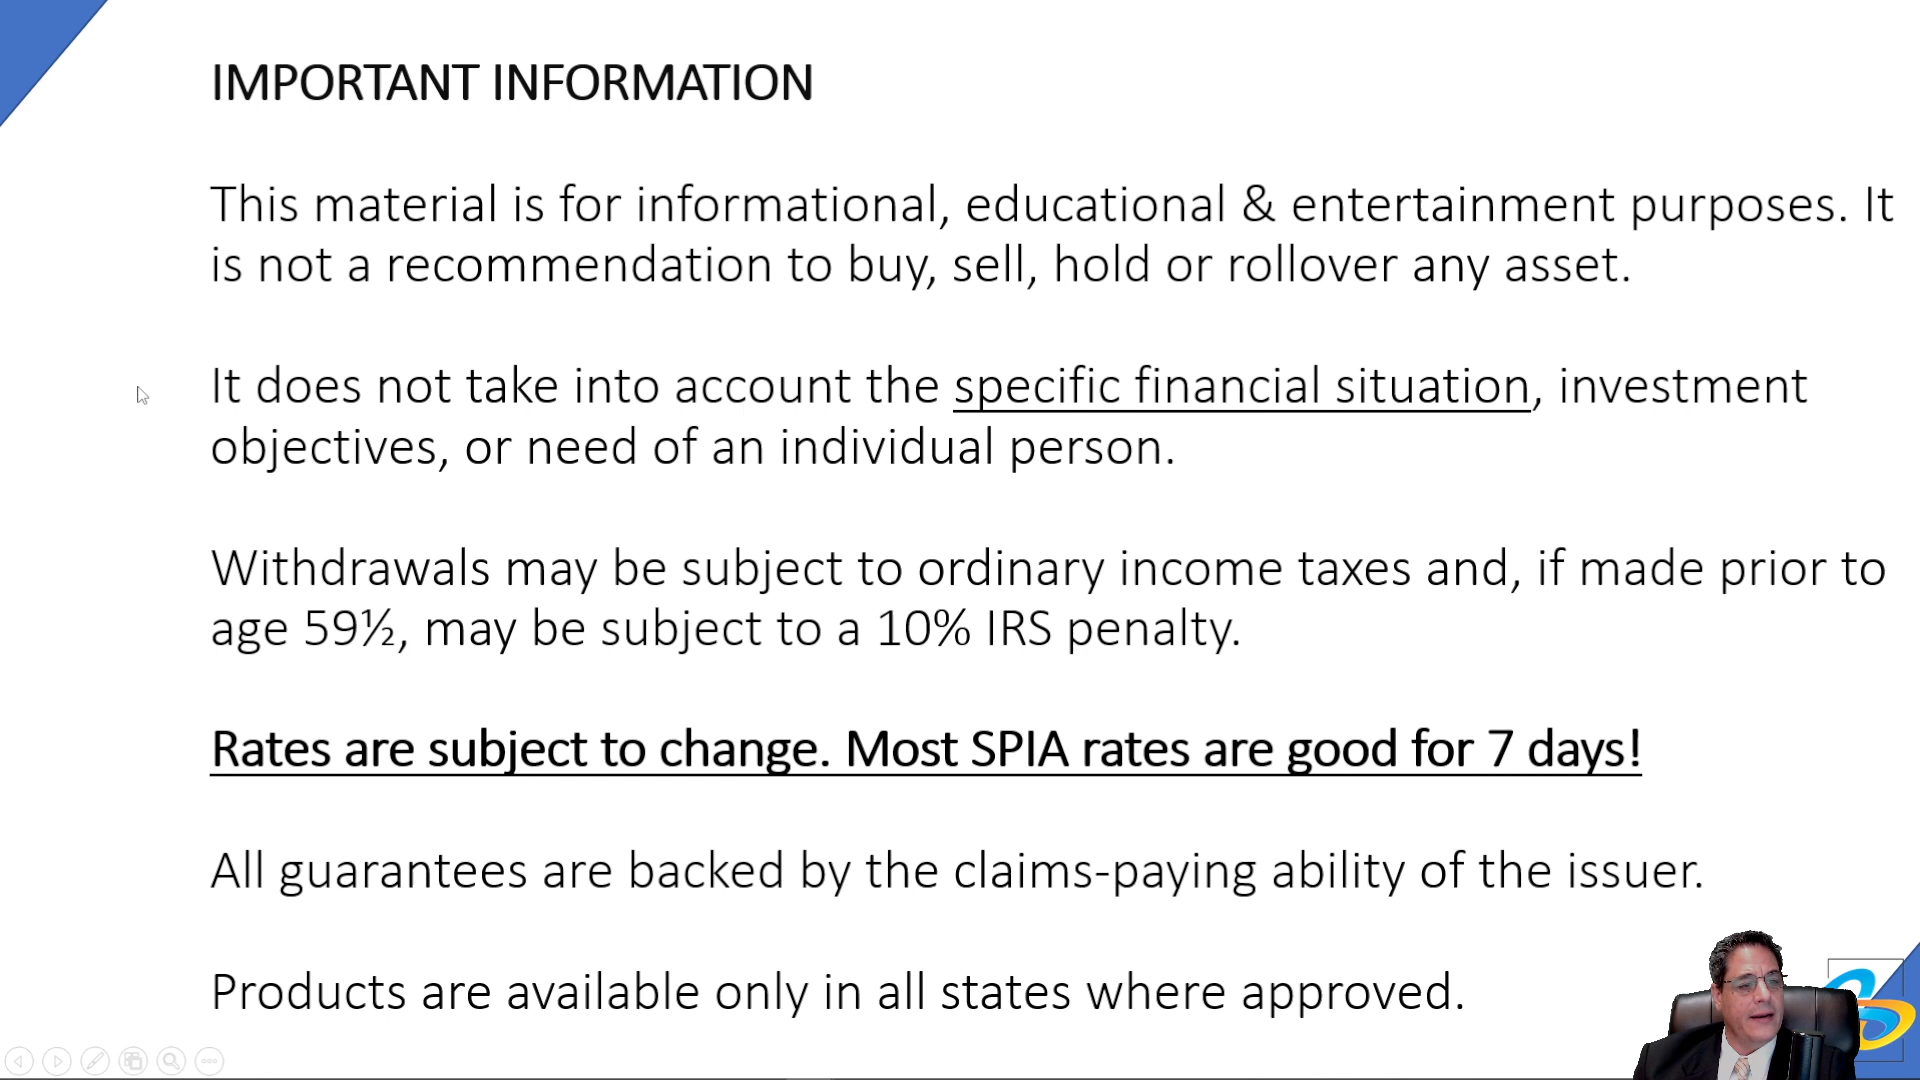 IMPORTANT INFORMATION
This material is for informational, educational & entertainment purposes. It
is not a recommendation to buy, sell, hold or rollover any asset.
It does not take into account the specific financial situation, investment
objectives, or need of an individual person.
Withdrawals may be subject to ordinary income taxes and, if made prior to
age 59½, may be subject to a 10% IRS penalty.
Rates are subject to change. Most SPIA rates are good for 7 days!
All guarantees are backed by the claims-paying ability of the issuer.
Products are available only in all states where approved.